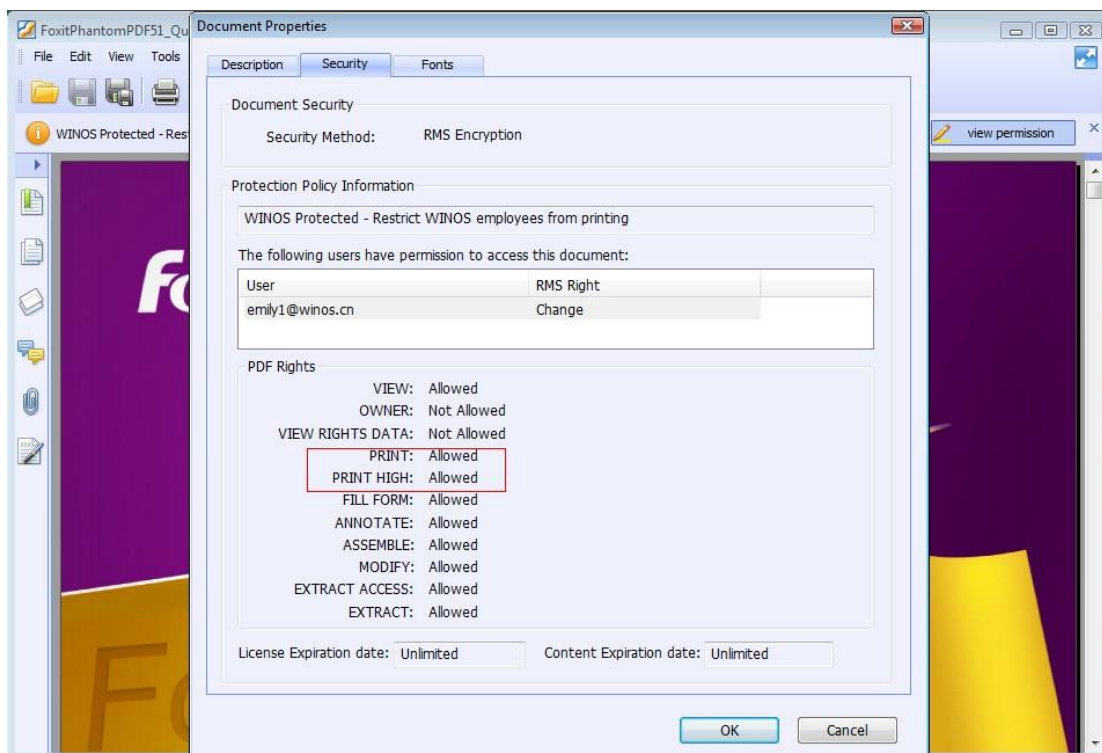 FoxitPhantomPDF51_Qu
Document Properties
File Edit View Tools
Description Security Fonts
Document Security
Security Method: RMS Encryption
WINOS Protected - Res
view permission
Protection Policy Information
WINOS Protected - Restrict WINOS employees from printing
The following users have permission to access this document:
User RMS Right
emily1@winos.cn Change
PDF Rights
VIEW: Allowed
OWNER: Not Allowed
VIEW RIGHTS DATA: Not Allowed
PRINT: Allowed
PRINT HIGH: Allowed
FILL FORM: Allowed
ANNOTATE: Allowed
ASSEMBLE: Allowed
MODIFY: Allowed
EXTRACT ACCESS: Allowed
EXTRACT: Allowed
License Expiration date: Unlimited Content Expiration date: Unlimited
OK Cancel